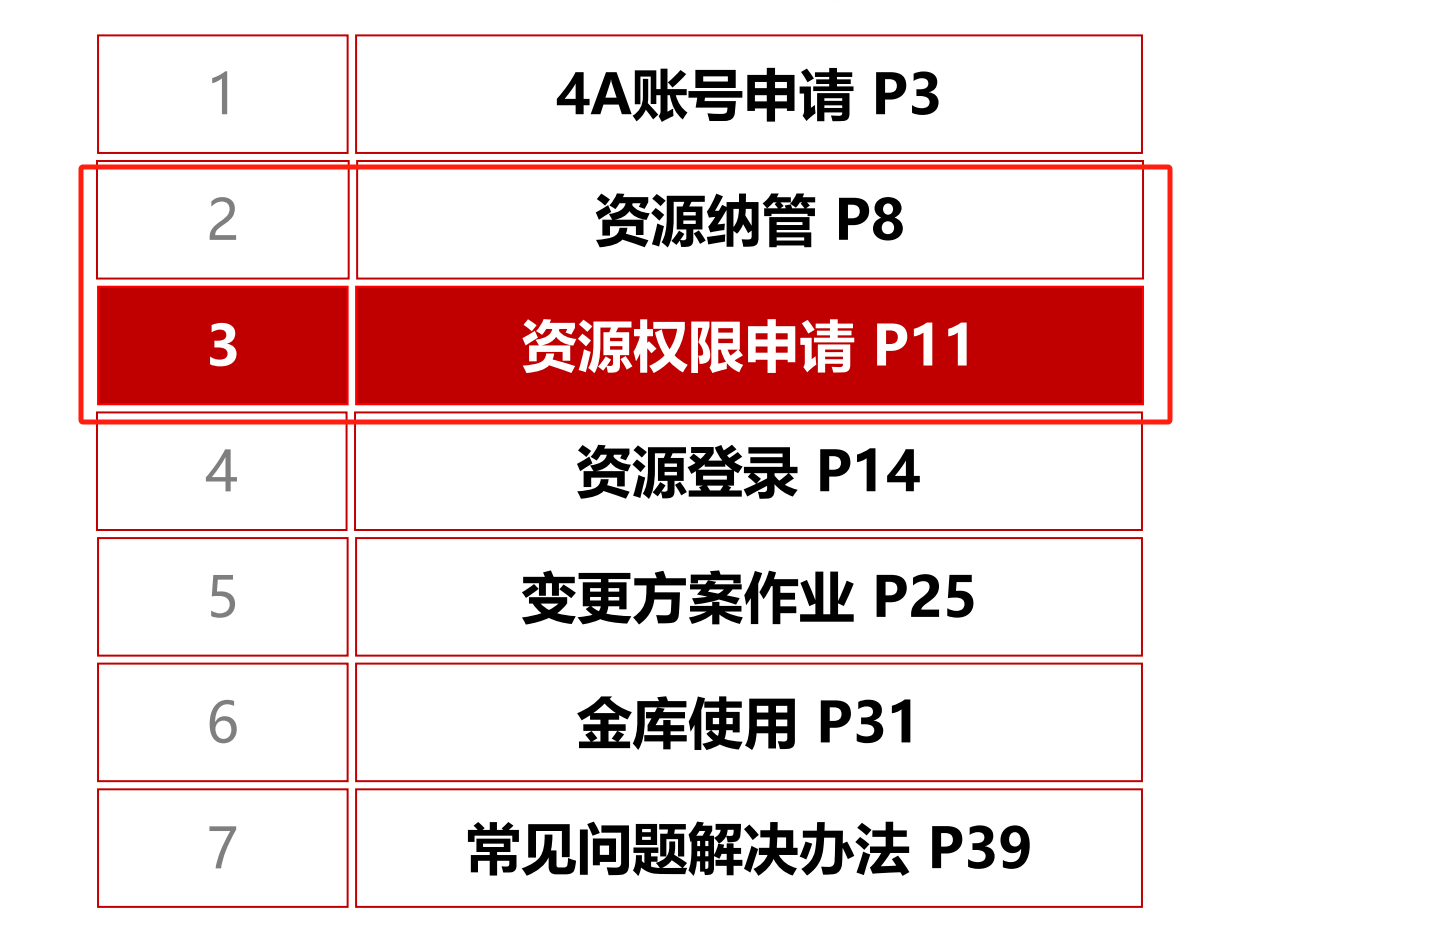 1 4A账号申请 P3
2 资源纳管 P8
3 资源权限申请 P11
4 资源登录 P14
5 变更方案作业 P25
6 金库使用 P31
7 常见问题解决办法 P39